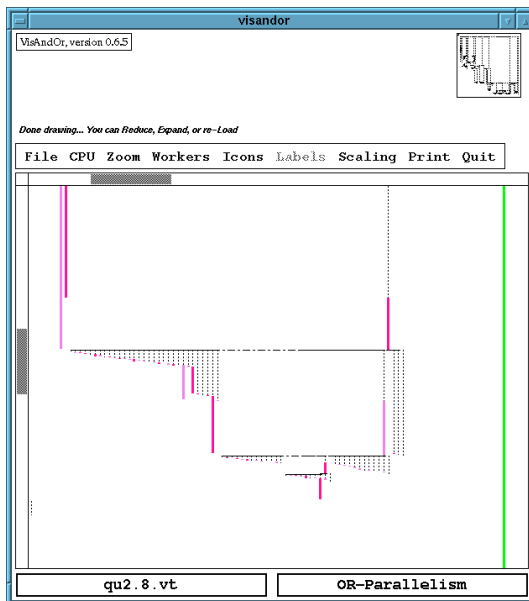 visandor
VisAndOr, version 0.6.5
Done drawing... You can Reduce, Expand, or re-Load
File CPU Zoom Workers Icons Labels Scaling Print Quit
qu2.8.vt OR-Parallelism